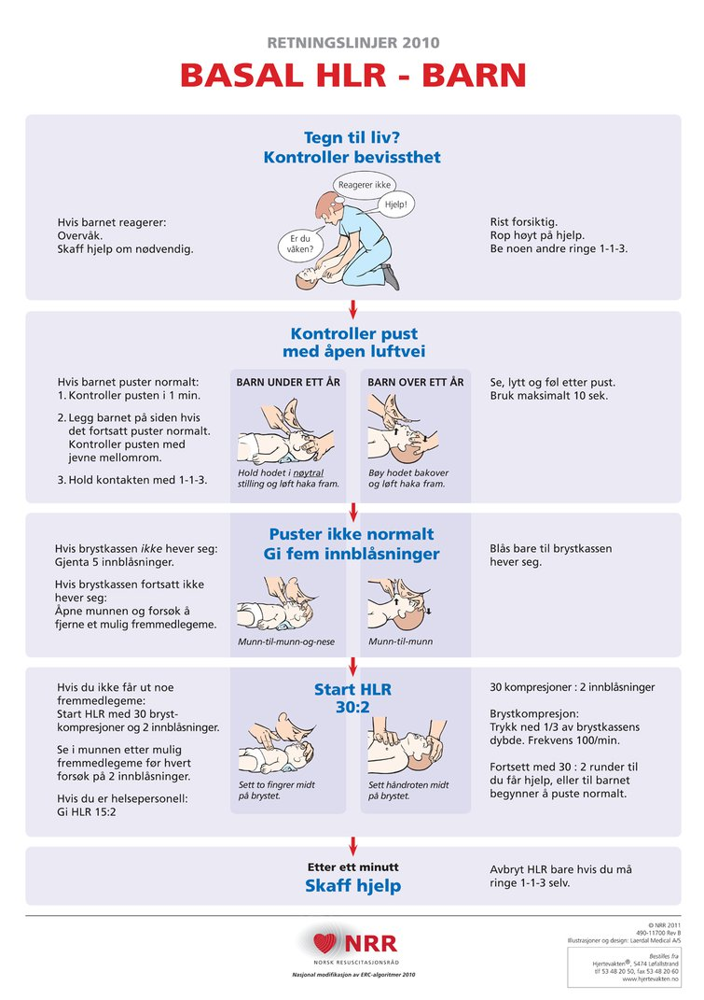 RETNINGSLINJER 2010
BASAL HLR - BARN
Tegn til liv?
Kontroller bevissthet
Reagerer ikke
Hjelp!
Er du
våken?
Hvis barnet reagerer:
Overvåk.
Skaff hjelp om nødvendig.
Rist forsiktig.
Rop høyt på hjelp.
Be noen andre ringe 1-1-3.
Kontroller pust
med åpen luftvei
Hvis barnet puster normalt:
1. Kontroller pusten i 1 min.
2. Legg barnet på siden hvis
det fortsatt puster normalt.
Kontroller pusten med
jevne mellomrom.
3. Hold kontakten med 1-1-3.
BARN UNDER ETT ÅR
Hold hodet i nøytral
stilling og løft haka fram.
BARN OVER ETT ÅR
Bøy hodet bakover
og løft haka fram.
Se, lytt og føl etter pust.
Bruk maksimalt 10 sek.
Puster ikke normalt
Gi fem innblåsninger
Hvis brystkassen ikke hever seg:
Gjenta 5 innblåsninger.
Hvis brystkassen fortsatt ikke
hever seg:
Åpne munnen og forsøk å
fjerne et mulig fremmedlegeme.
Munn-til-munn-og-nese
Munn-til-munn
Blås bare til brystkassen
hever seg.
Start HLR
30:2
Hvis du ikke får ut noe
fremmedlegeme:
Start HLR med 30 bryst-
kompresjoner og 2 innblåsninger.
Se i munnen etter mulig
fremmedlegeme før hvert
forsøk på 2 innblåsninger.
Hvis du er helsepersonell:
Gi HLR 15:2
Sett to fingrer midt
på brystet.
Sett håndroten midt
på brystet.
30 kompresjoner : 2 innblåsninger
Brystkompresjon:
Trykk ned 1/3 av brystkassens
dybde. Frekvens 100/min.
Fortsett med 30 : 2 runder til
du får hjelp, eller til barnet
begynner å puste normalt.
Etter ett minutt
Skaff hjelp
Avbryt HLR bare hvis du må
ringe 1-1-3 selv.
NRR
NORSK RESUSCITASJONSRÅD
Nasjonal modifikasjon av ERC-algoritmer 2010
© NRR 2011
490-11700 Rev B
Illustrasjoner og design: Laerdal Medical A/S
Bestilles fra
Hjertevakten®, 5474 Løfallstrand
tlf 53 48 20 50, fax 53 48 20 60
www.hjertevakten.no